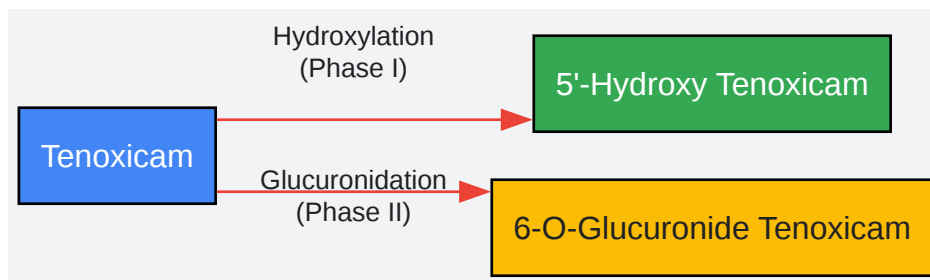 Hydroxylation
(Phase I)
5'-Hydroxy Tenoxicam
Tenoxicam
Glucuronidation
(Phase II)
6-O-Glucuronide Tenoxicam